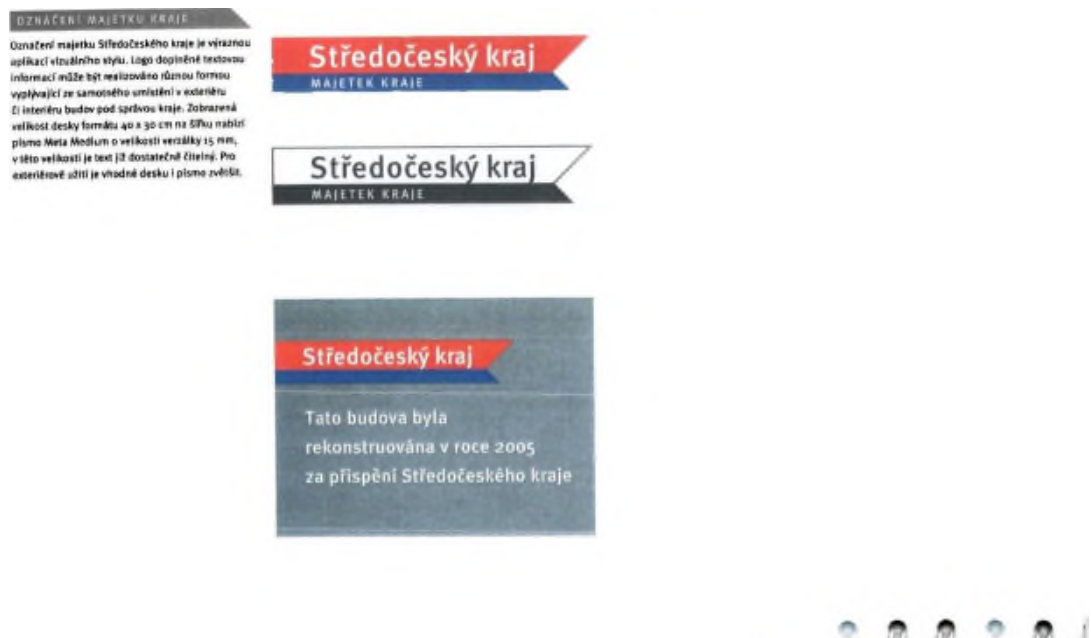 OZNAČENÍ MAJETKU KRAJE
Označení majetku Středočeského kraje je výraznou
aplikací vizuálního stylu. Logo doplněné textovou
informací může být realizováno různou formou
vyplývající ze samotného umístění v exteriéru
či interiéru budov pod správou kraje. Zobrazená
velikost desky formátu 40 x 30 cm na šířku nabízí
písmo Meta Medium o velikosti verzálky 15 mm,
v této velikosti je text již dostatečně čitelný. Pro
exteriérové užití je vhodné desku i písmo zvětšit.
Středočeský kraj
MAJETEK KRAJE
Středočeský kraj
MAJETEK KRAJE
Středočeský kraj
Tato budova byla
rekonstruována v roce 2005
za přispění Středočeského kraje